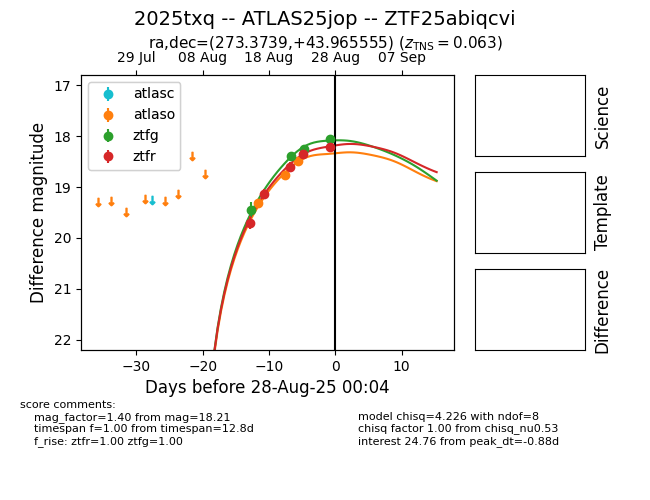 2025txq -- ATLAS25jop -- ZTF25abiqcvi
ra,dec=(273.3739,+43.965555) (z_TNS = 0.063)
29 Jul 08 Aug 18 Aug 28 Aug 07 Sep
atlasc
atlaso
ztfg
ztfr
17
18
19
20
21
22
Difference magnitude
−30 −20 −10 0 10
Days before 28-Aug-25 00:04
Science
Template
Difference
score comments:
mag_factor=1.40 from mag=18.21
timespan f=1.00 from timespan=12.8d
f_rise: ztfr=1.00 ztfg=1.00
model chisq=4.226 with ndof=8
chisq factor 1.00 from chisq_nu0.53
interest 24.76 from peak_dt=-0.88d